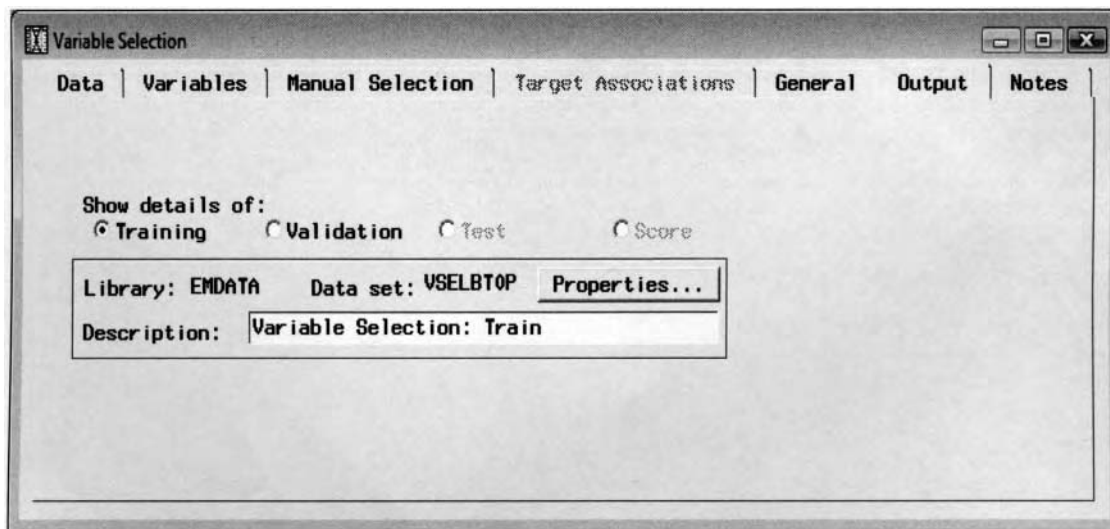 Variable Selection
Data Variables Manual Selection Target Associations General Output Notes
Show details of:
Training Validation Test Score
Library: EMDATA Data set: VSELBTOP Properties...
Description: Variable Selection: Train